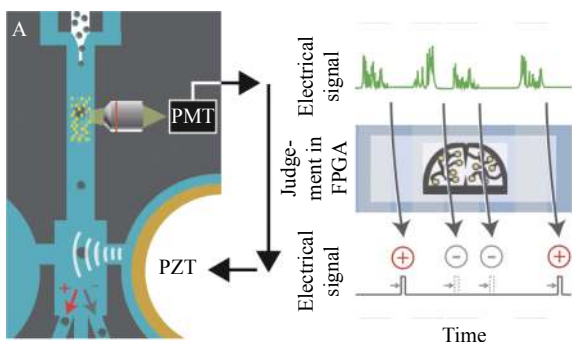 A
PMT
PZT
+
-
Electrical
signal
Judge-
ment in
FPGA
+
-
-
+
Electrical
signal
Time